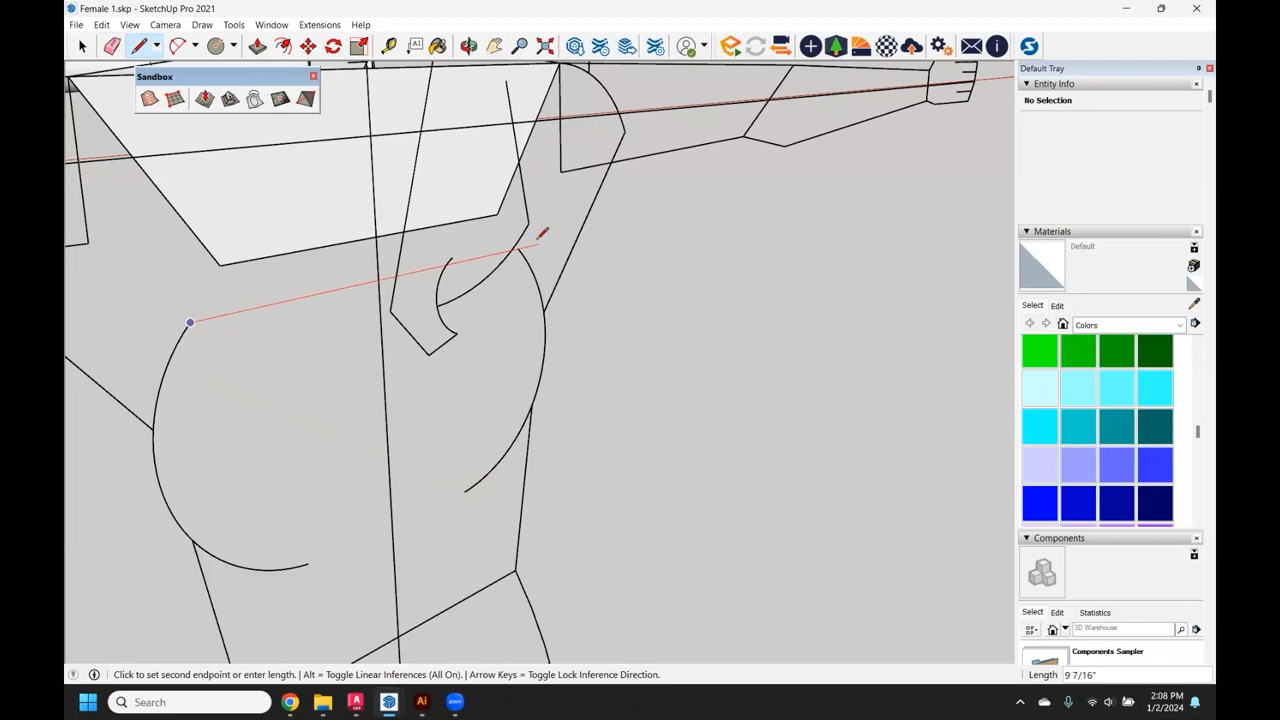 Female 1.skp - SketchUp Pro 2021
File Edit View Camera Draw Tools Window Extensions Help
Sandbox
Default Tray
Entity Info
No Selection
Materials
Default
Select Edit
Colors
Components
Select Edit Statistics
3D Warehouse
Components Sampler
Click to set second endpoint or enter length. | Alt = Toggle Linear Inferences (All On). | Arrow Keys = Toggle Lock Inference Direction.
Length 9 7/16"
Search
2:08 PM
1/2/2024